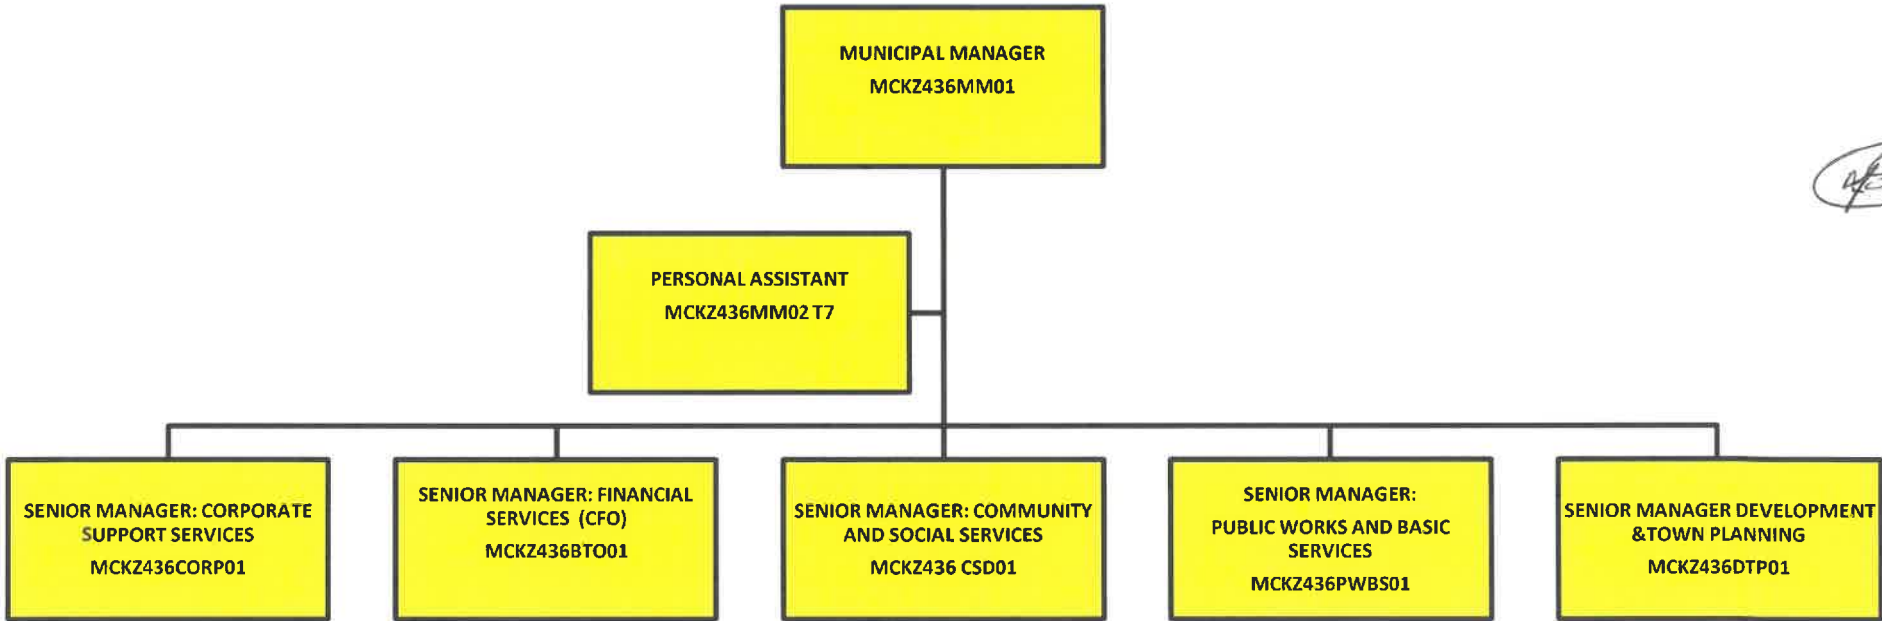 MUNICIPAL MANAGER
MCKZ436MM01
PERSONAL ASSISTANT
MCKZ436MM02 T7
SENIOR MANAGER: CORPORATE
SUPPORT SERVICES
MCKZ436CORP01
SENIOR MANAGER: FINANCIAL
SERVICES (CFO)
MCKZ436BTO01
SENIOR MANAGER: COMMUNITY
AND SOCIAL SERVICES
MCKZ436 CSD01
SENIOR MANAGER:
PUBLIC WORKS AND BASIC
SERVICES
MCKZ436PWBS01
SENIOR MANAGER DEVELOPMENT
&TOWN PLANNING
MCKZ436DTP01